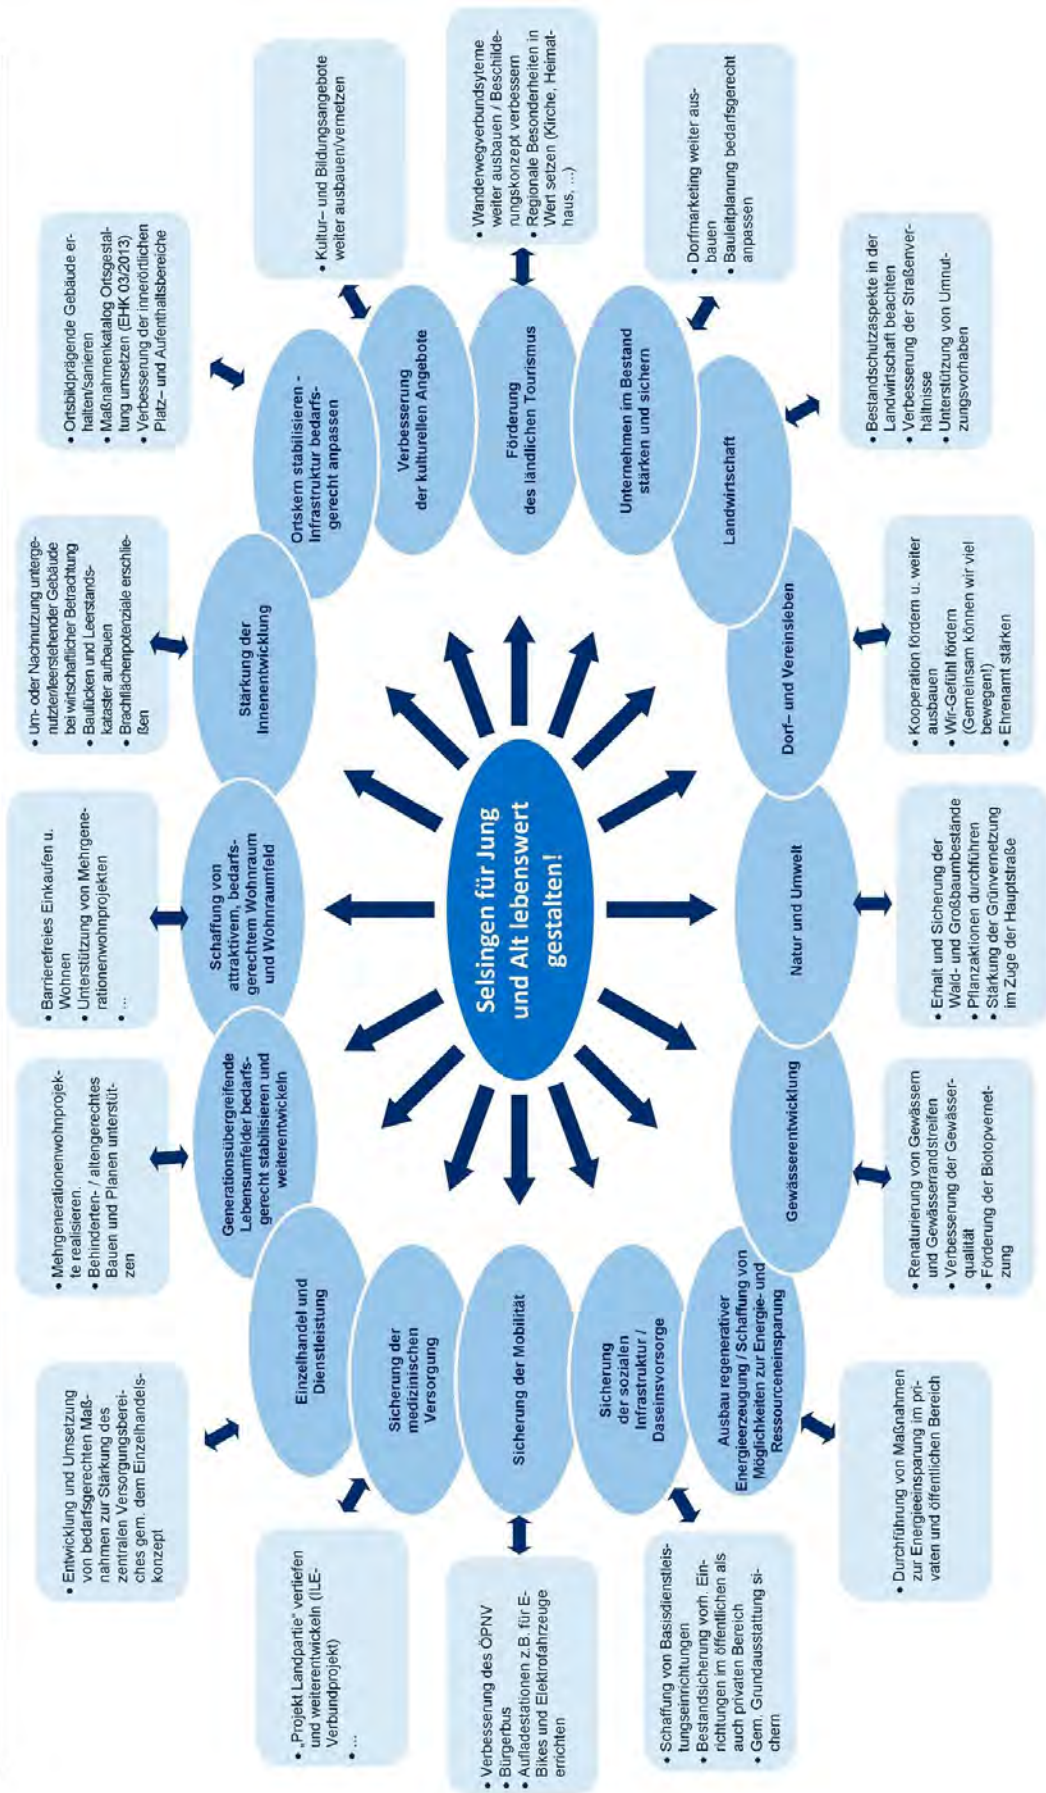 • „Projekt Landpartie“ vertiefen
und weiterentwickeln (ILE-
Verbundprojekt)
• ...
• Entwicklung und Umsetzung
von bedarfsgerechten Maß-
nahmen zur Stärkung des
zentralen Versorgungsberei-
ches gem. dem Einzelhandels-
konzept
• Mehrgenerationenwohnprojek-
te realisieren.
• Behinderten- / altengerechtes
Bauen und Planen unterstüt-
zen
• Barrierefreies Einkaufen u.
Wohnen
• Unterstützung von Mehrgene-
rationenwohnprojekten
• ...
• Um- oder Nachnutzung unterge-
nutzter/leerstehender Gebäude
bei wirtschaftlicher Betrachtung
• Baulücken und Leerstands-
kataster aufbauen
• Brachflächenpotenziale erschlie-
ßen
• Ortsbildprägende Gebäude er-
halten/sanieren
• Maßnahmenkatalog Ortsgestal-
tung umsetzen (EHK 03/2013)
• Verbesserung der innerörtlichen
Platz– und Aufenthaltsbereiche
• Kultur– und Bildungsangebote
weiter ausbauen/vernetzen
Einzelhandel und
Dienstleistung
Generationsübergreifende
Lebensumfelder bedarfs-
gerecht stabilisieren und
weiterentwickeln
Schaffung von
attraktivem, bedarfs-
gerechtem Wohnraum
und Wohnraumfeld
Stärkung der
Innenentwicklung
Ortskern stabilisieren -
Infrastruktur bedarfs-
gerecht anpassen
Sicherung der
medizinischen
Versorgung
Verbesserung
der kulturellen Angebote
• Verbesserung des ÖPNV
• Bürgerbus
• Aufladestationen z.B. für E-
Bikes und Elektrofahrzeuge
errichten
Sicherung der Mobilität
Selsingen für Jung
und Alt lebenswert
gestalten!
Förderung
des ländlichen Tourismus
• Wanderwegverbundsyteme
weiter ausbauen / Beschilde-
rungskonzept verbessern
• Regionale Besonderheiten in
Wert setzen (Kirche, Heimat-
haus, ...)
Sicherung
der sozialen
Infrastruktur /
Daseinsvorsorge
Unternehmen im Bestand
stärken und sichern
Ausbau regenerativer
Energieerzeugung / Schaffung von
Möglichkeiten zur Energie- und
Ressourceneinsparung
Gewässerentwicklung
Natur und Umwelt
Dorf– und Vereinsleben
Landwirtschaft
• Schaffung von Basisdienstleis-
tungseinrichtungen
• Bestandsicherung vorh. Ein-
richtungen im öffentlichen als
auch privaten Bereich
• Gem. Grundausstattung si-
chern
• Dorfmarketing weiter aus-
bauen
• Bauleitplanung bedarfsgerecht
anpassen
• Durchführung von Maßnahmen
zur Energieeinsparung im pri-
vaten und öffentlichen Bereich
• Renaturierung von Gewässern
und Gewässerrandstreifen
• Verbesserung der Gewässer-
qualität
• Förderung der Biotopvernet-
zung
• Erhalt und Sicherung der
Wald- und Großbaumbestände
• Pflanzaktionen durchführen
• Stärkung der Grünvernetzung
im Zuge der Hauptstraße
• Kooperation fördern u. weiter
ausbauen
• Wir-Gefühl fördern
(Gemeinsam können wir viel
bewegen!)
• Ehrenamt stärken
• Bestandschutzaspekte in der
Landwirtschaft beachten
• Verbesserung der Straßenver-
hältnisse
• Unterstützung von Umnut-
zungsvorhaben